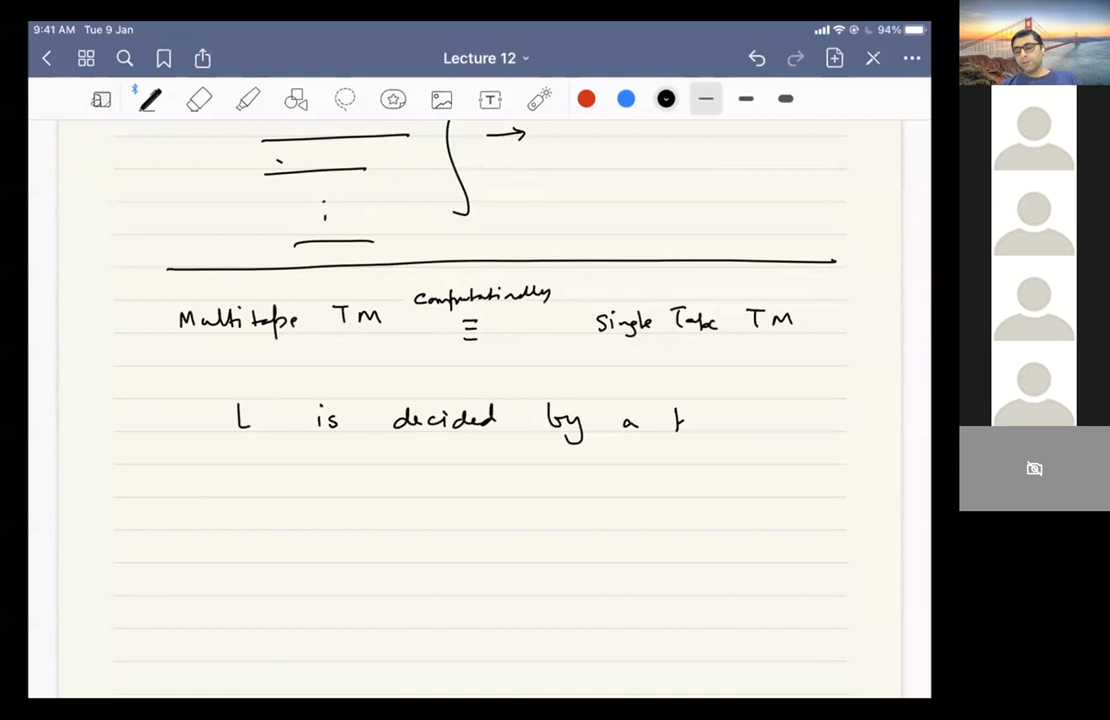 9:41 AM Tue 9 Jan
94%
Lecture 12
Computationally
Multitape TM ≡ Single Tape TM
L is decided by a t